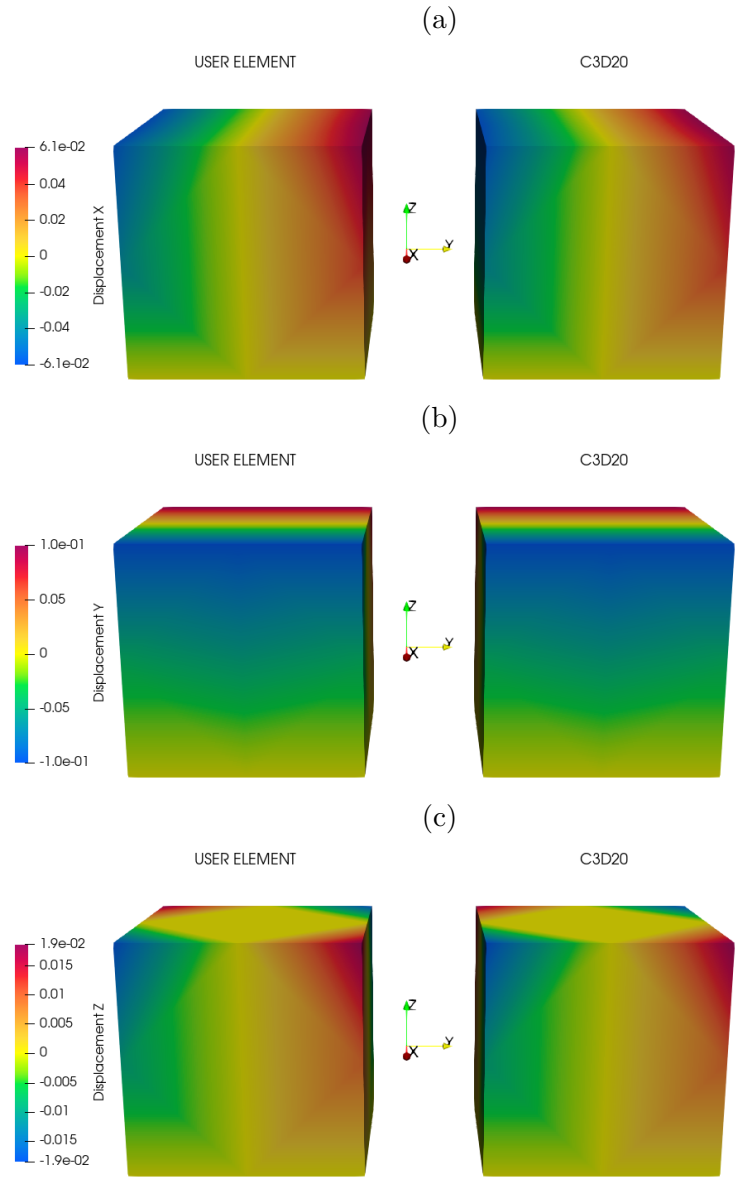 (a)
USER ELEMENT C3D20
6.1e-02
0.04
0.02
0
-0.02
-0.04
-6.1e-02
Displacement X
Z
Y
X
(b)
USER ELEMENT C3D20
1.0e-01
0.05
0
-0.05
-1.0e-01
Displacement Y
Z
Y
X
(c)
USER ELEMENT C3D20
1.9e-02
0.015
0.01
0.005
0
-0.005
-0.01
-0.015
-1.9e-02
Displacement Z
Z
Y
X